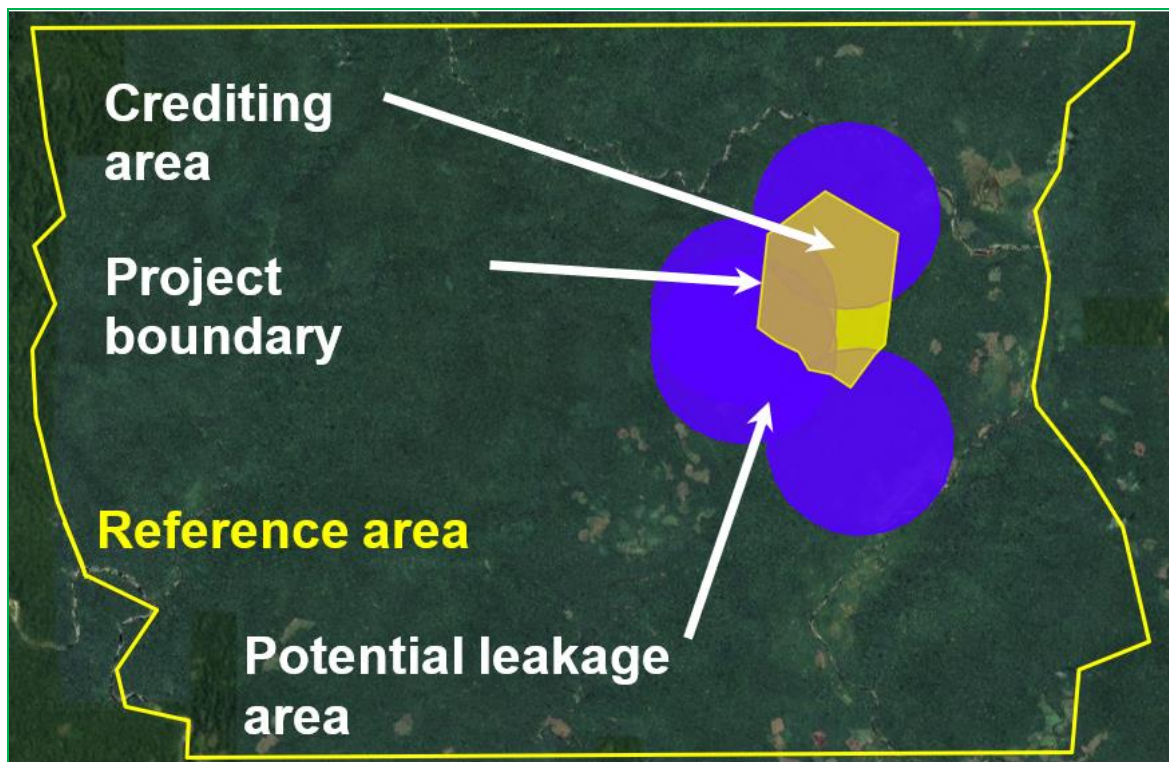 Crediting
area
Project
boundary
Reference area
Potential leakage
area